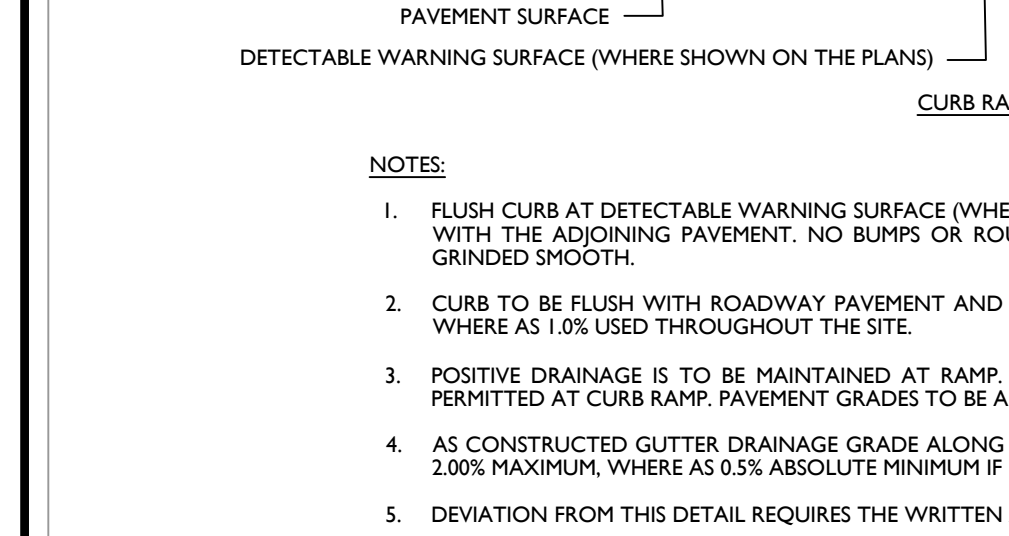 PAVEMENT SURFACE
DETECTABLE WARNING SURFACE (WHERE SHOWN ON THE PLANS)
CURB RA
NOTES:
1. FLUSH CURB AT DETECTABLE WARNING SURFACE (WHE
WITH THE ADJOINING PAVEMENT. NO BUMPS OR ROU
GRINDED SMOOTH.
2. CURB TO BE FLUSH WITH ROADWAY PAVEMENT AND
WHERE AS 1.0% USED THROUGHOUT THE SITE.
3. POSITIVE DRAINAGE IS TO BE MAINTAINED AT RAMP.
PERMITTED AT CURB RAMP. PAVEMENT GRADES TO BE A
4. AS CONSTRUCTED GUTTER DRAINAGE GRADE ALONG
2.00% MAXIMUM, WHERE AS 0.5% ABSOLUTE MINIMUM IF
5. DEVIATION FROM THIS DETAIL REQUIRES THE WRITTEN